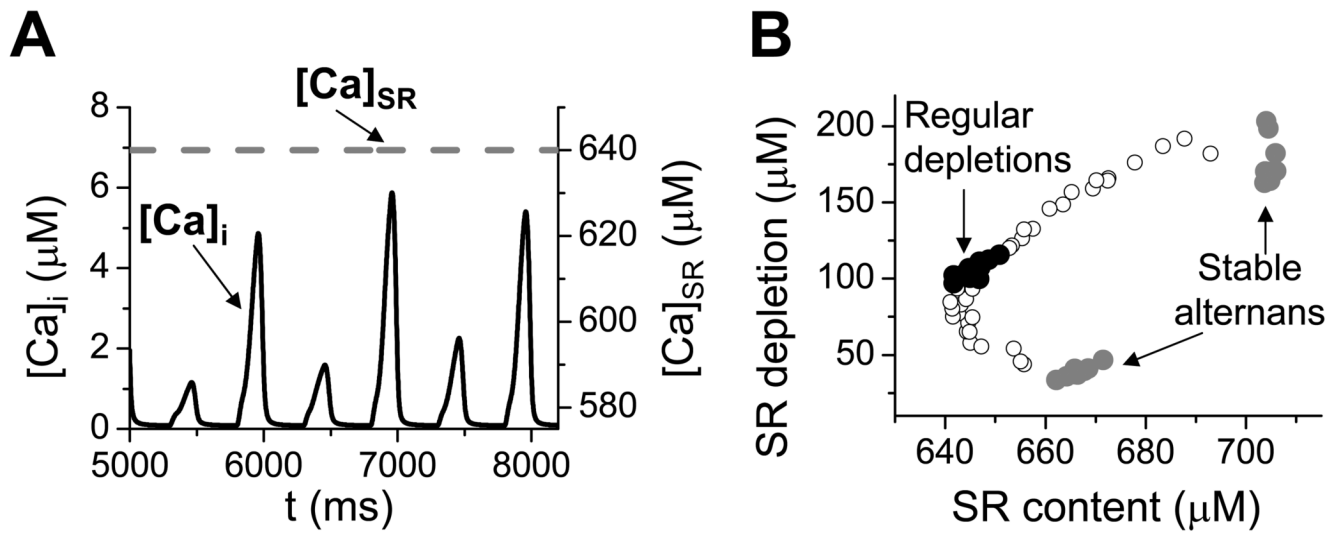 A
[Ca]SR
[Ca]i
8
6
4
2
0
[Ca]i (μM)
640
620
600
580
[Ca]SR (μM)
5000 6000 7000 8000
t (ms)
B
Regular
depletions
Stable
alternans
200
150
100
50
SR depletion (μM)
640 660 680 700
SR content (μM)